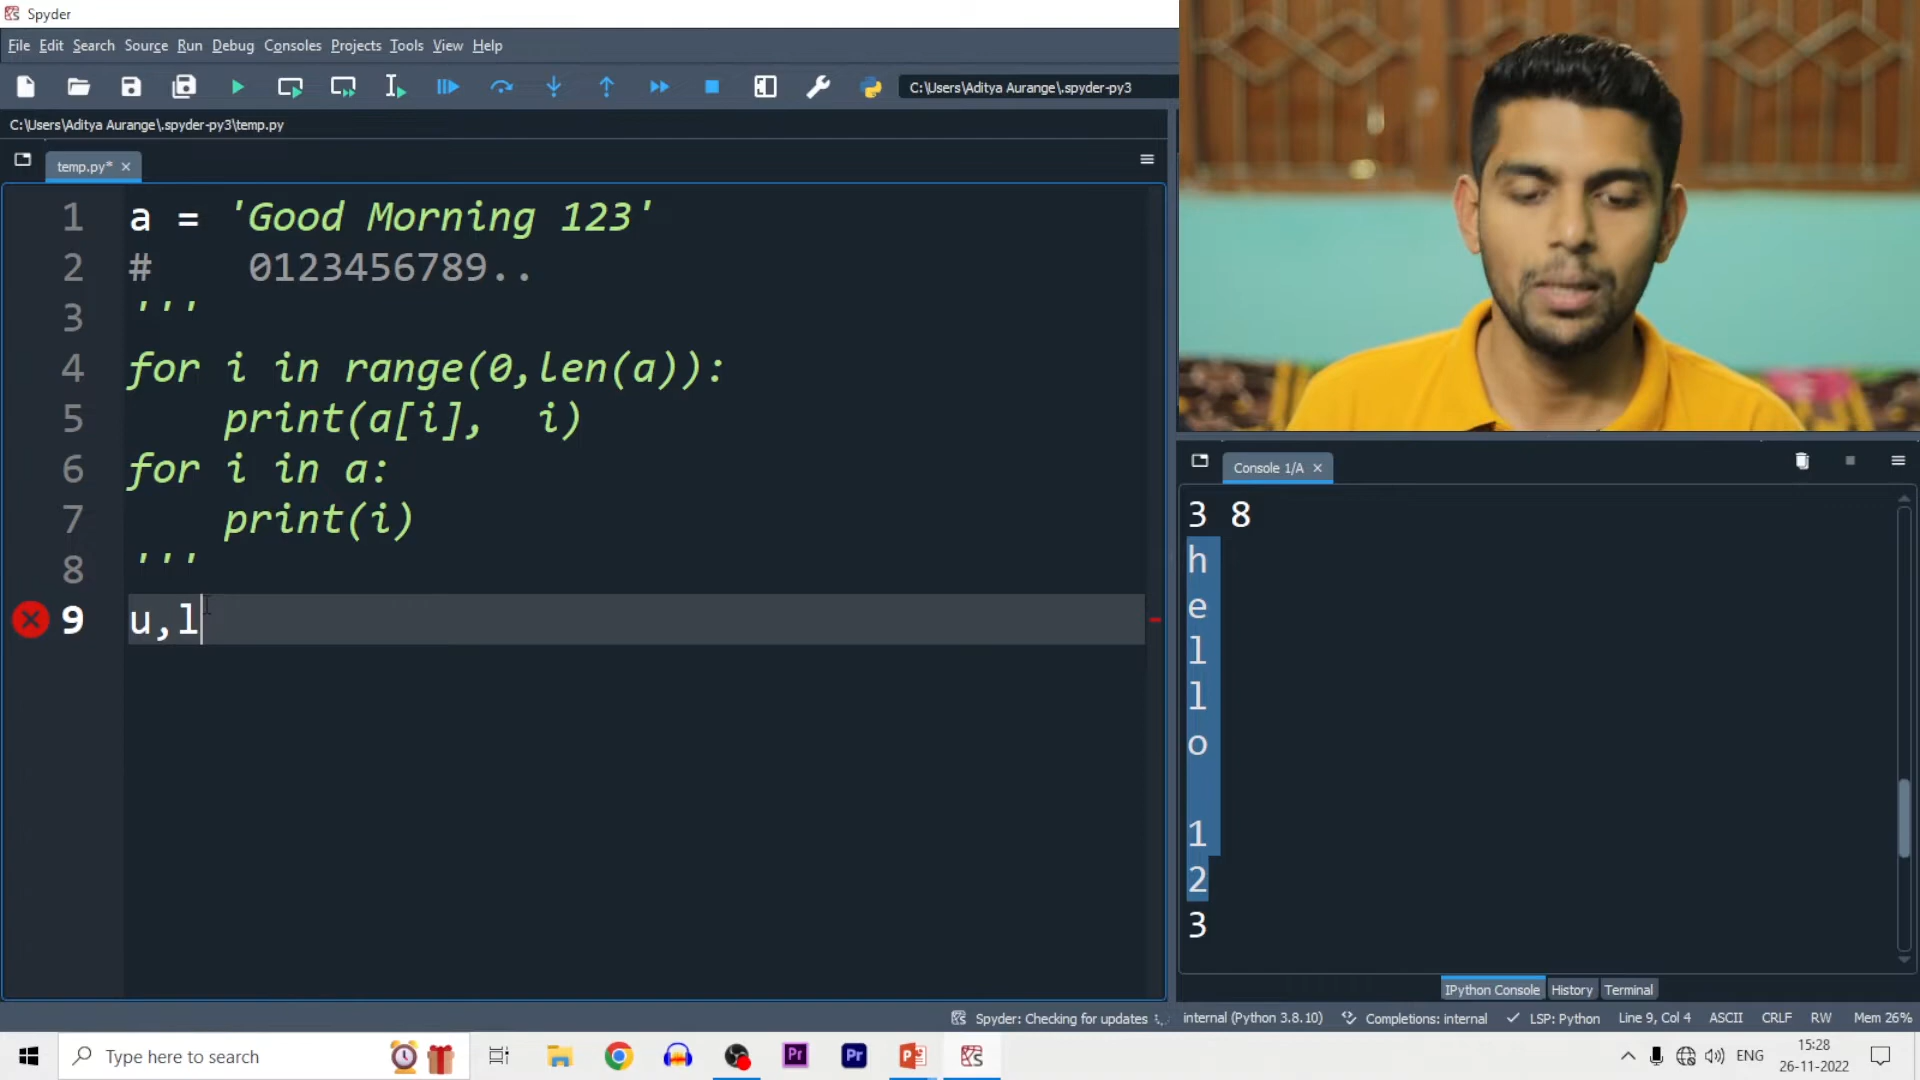 Spyder
File Edit Search Source Run Debug Consoles Projects Tools View Help
C:\Users\Aditya Aurange\.spyder-py3
C:\Users\Aditya Aurange\.spyder-py3\temp.py
temp.py*
1 a = 'Good Morning 123'
2 #    0123456789..
3 '''
4 for i in range(0,len(a)):
5     print(a[i],  i)
6 for i in a:
7     print(i)
8 '''
9 u,l
Console 1/A
3 8
h
e
l
l
o
1
2
3
IPython Console History Terminal
Spyder: Checking for updates internal (Python 3.8.10) Completions: internal LSP: Python Line 9, Col 4 ASCII CRLF RW Mem 26%
Type here to search
Pr Pr
ENG
15:28
26-11-2022